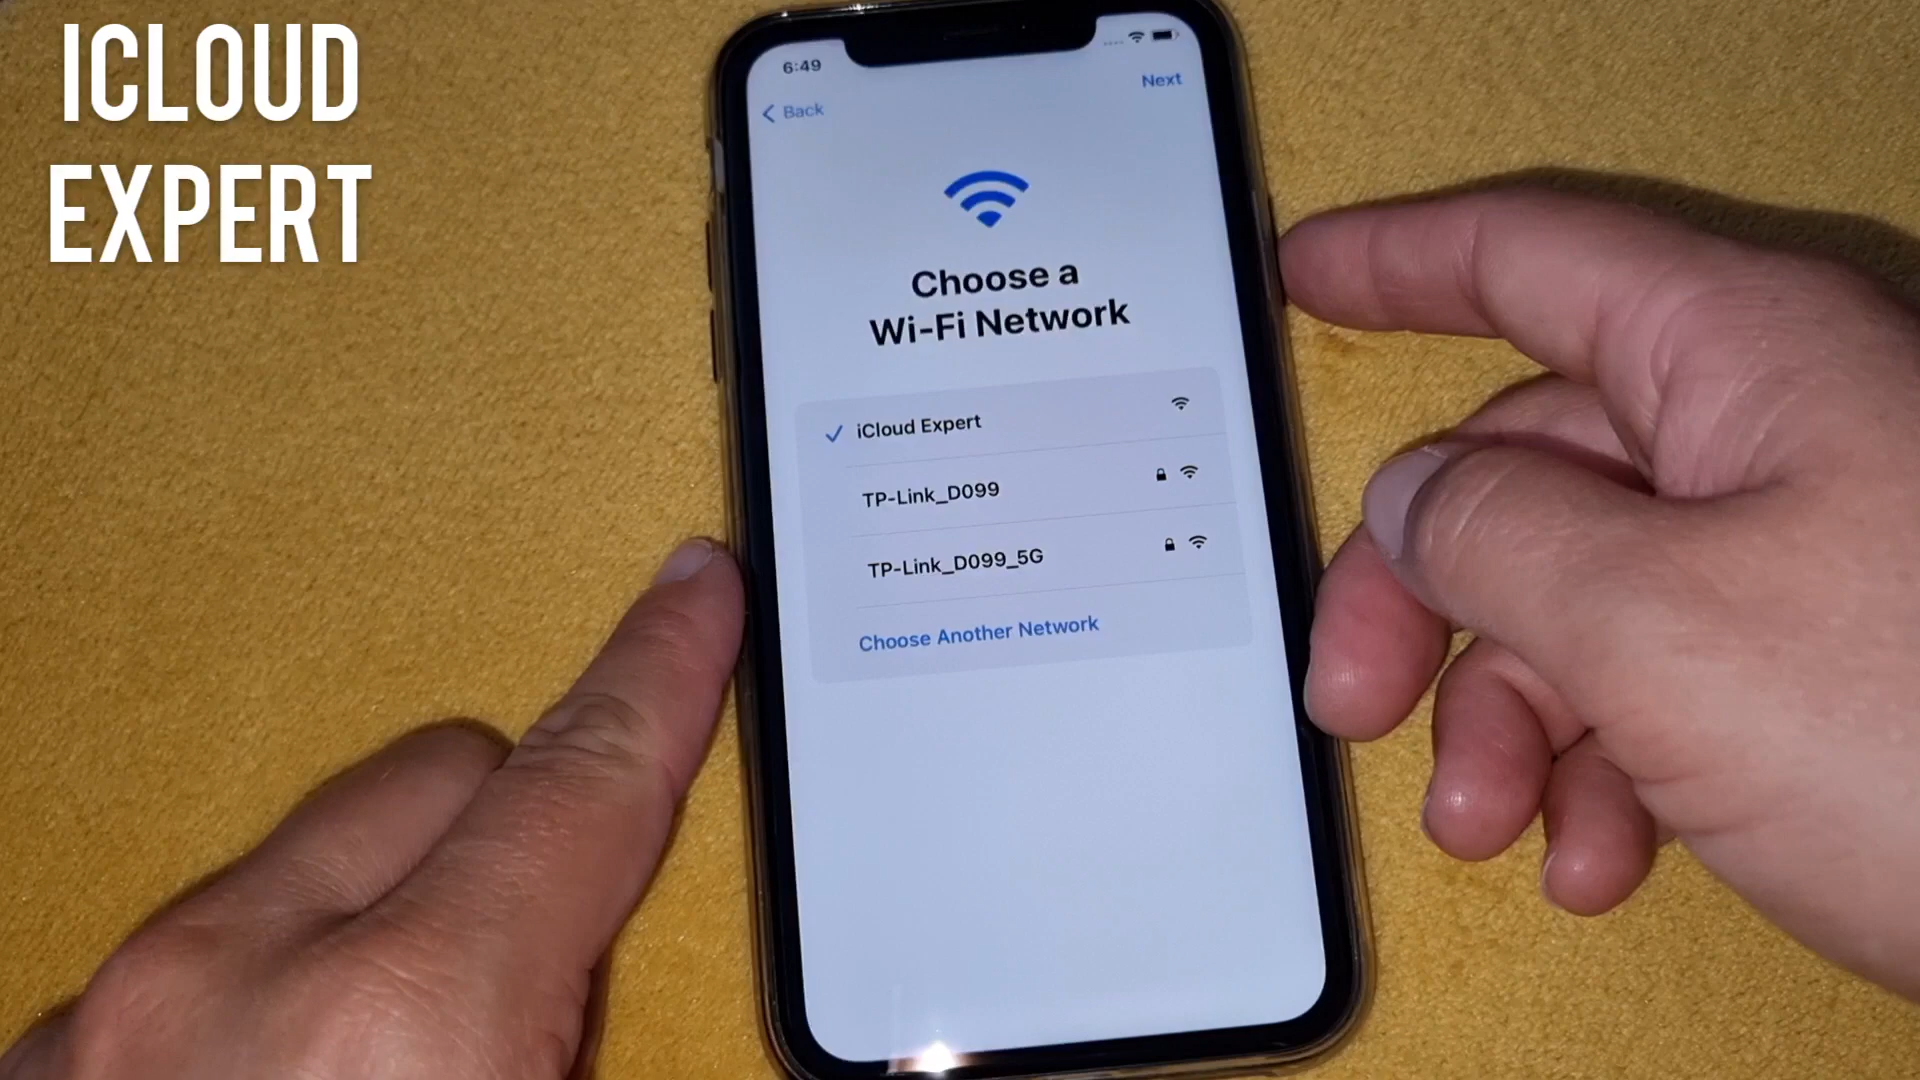 ICLOUD
EXPERT
6:49
Next
Back
Choose a
Wi-Fi Network
iCloud Expert
TP-Link_D099
TP-Link_D099_5G
Choose Another Network